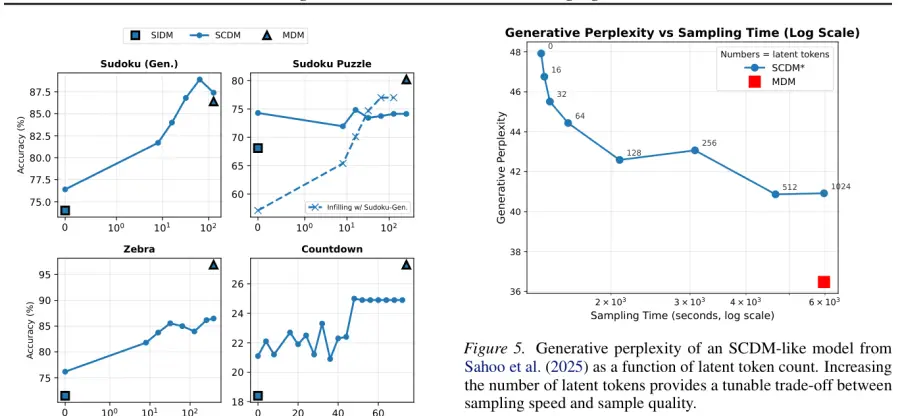 SIDM SCDM MDM
Sudoku (Gen.)
Accuracy (%)
87.5
85.0
82.5
80.0
77.5
75.0
0 10⁰ 10¹ 10²
Sudoku Puzzle
80
75
70
65
60
Infilling w/ Sudoku-Gen.
0 10⁰ 10¹ 10²
Zebra
Accuracy (%)
95
90
85
80
75
0 10⁰ 10¹ 10²
Countdown
26
24
22
20
18
0 20 40 60
Generative Perplexity vs Sampling Time (Log Scale)
Numbers = latent tokens
SCDM*
MDM
Generative Perplexity
48
46
44
42
40
38
36
0
16
32
64
128
256
512
1024
2 × 10³ 3 × 10³ 4 × 10³ 6 × 10³
Sampling Time (seconds, log scale)
Figure 5. Generative perplexity of an SCDM-like model from
Sahoo et al. (2025) as a function of latent token count. Increasing
the number of latent tokens provides a tunable trade-off between
sampling speed and sample quality.